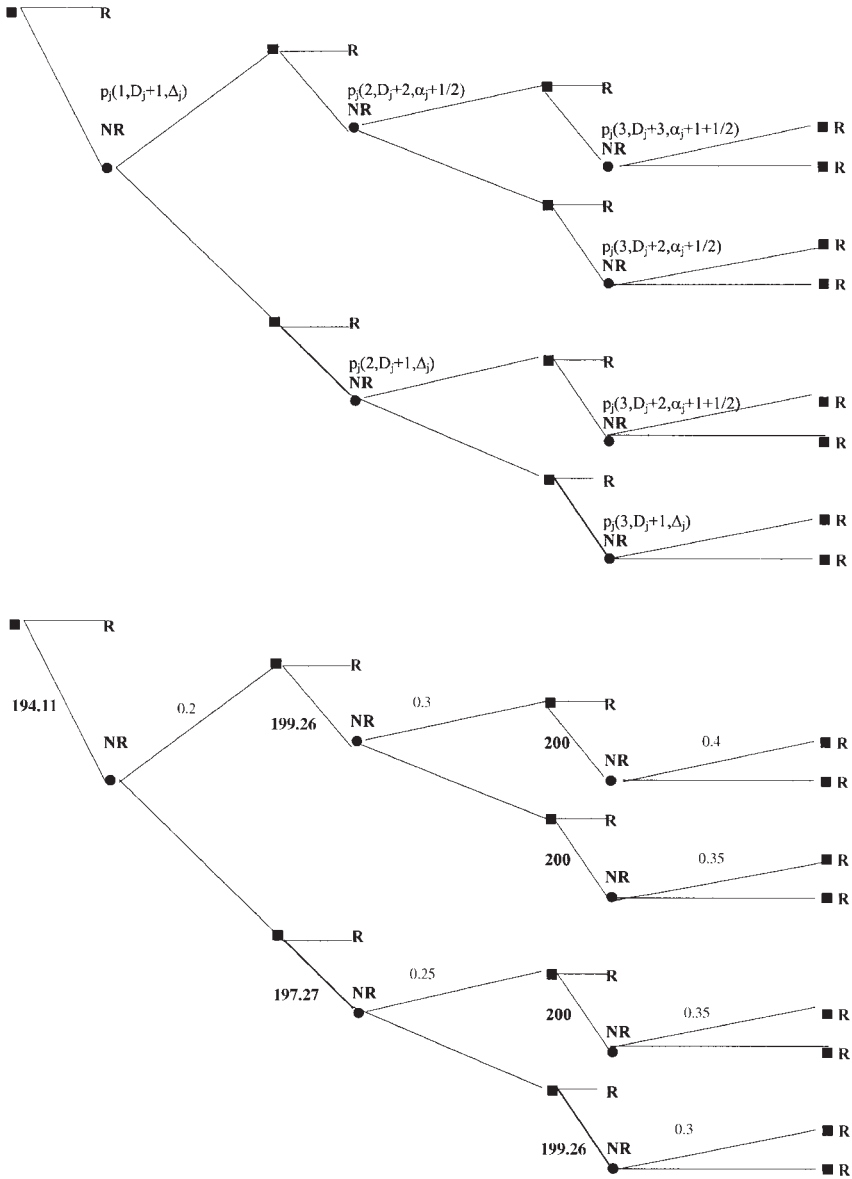 R
p_j(1,D_j+1,Δ_j)
NR
R
p_j(2,D_j+2,α_j+1/2)
NR
R
p_j(3,D_j+3,α_j+1+1/2)
NR
R
R
R
p_j(3,D_j+2,α_j+1/2)
NR
R
R
R
p_j(2,D_j+1,Δ_j)
NR
R
p_j(3,D_j+2,α_j+1+1/2)
NR
R
R
R
p_j(3,D_j+1,Δ_j)
NR
R
R
R
194.11
NR
0.2
R
199.26
NR
0.3
R
200
NR
0.4
R
R
R
200
NR
0.35
R
R
R
197.27
NR
0.25
R
200
NR
0.35
R
R
R
199.26
NR
0.3
R
R